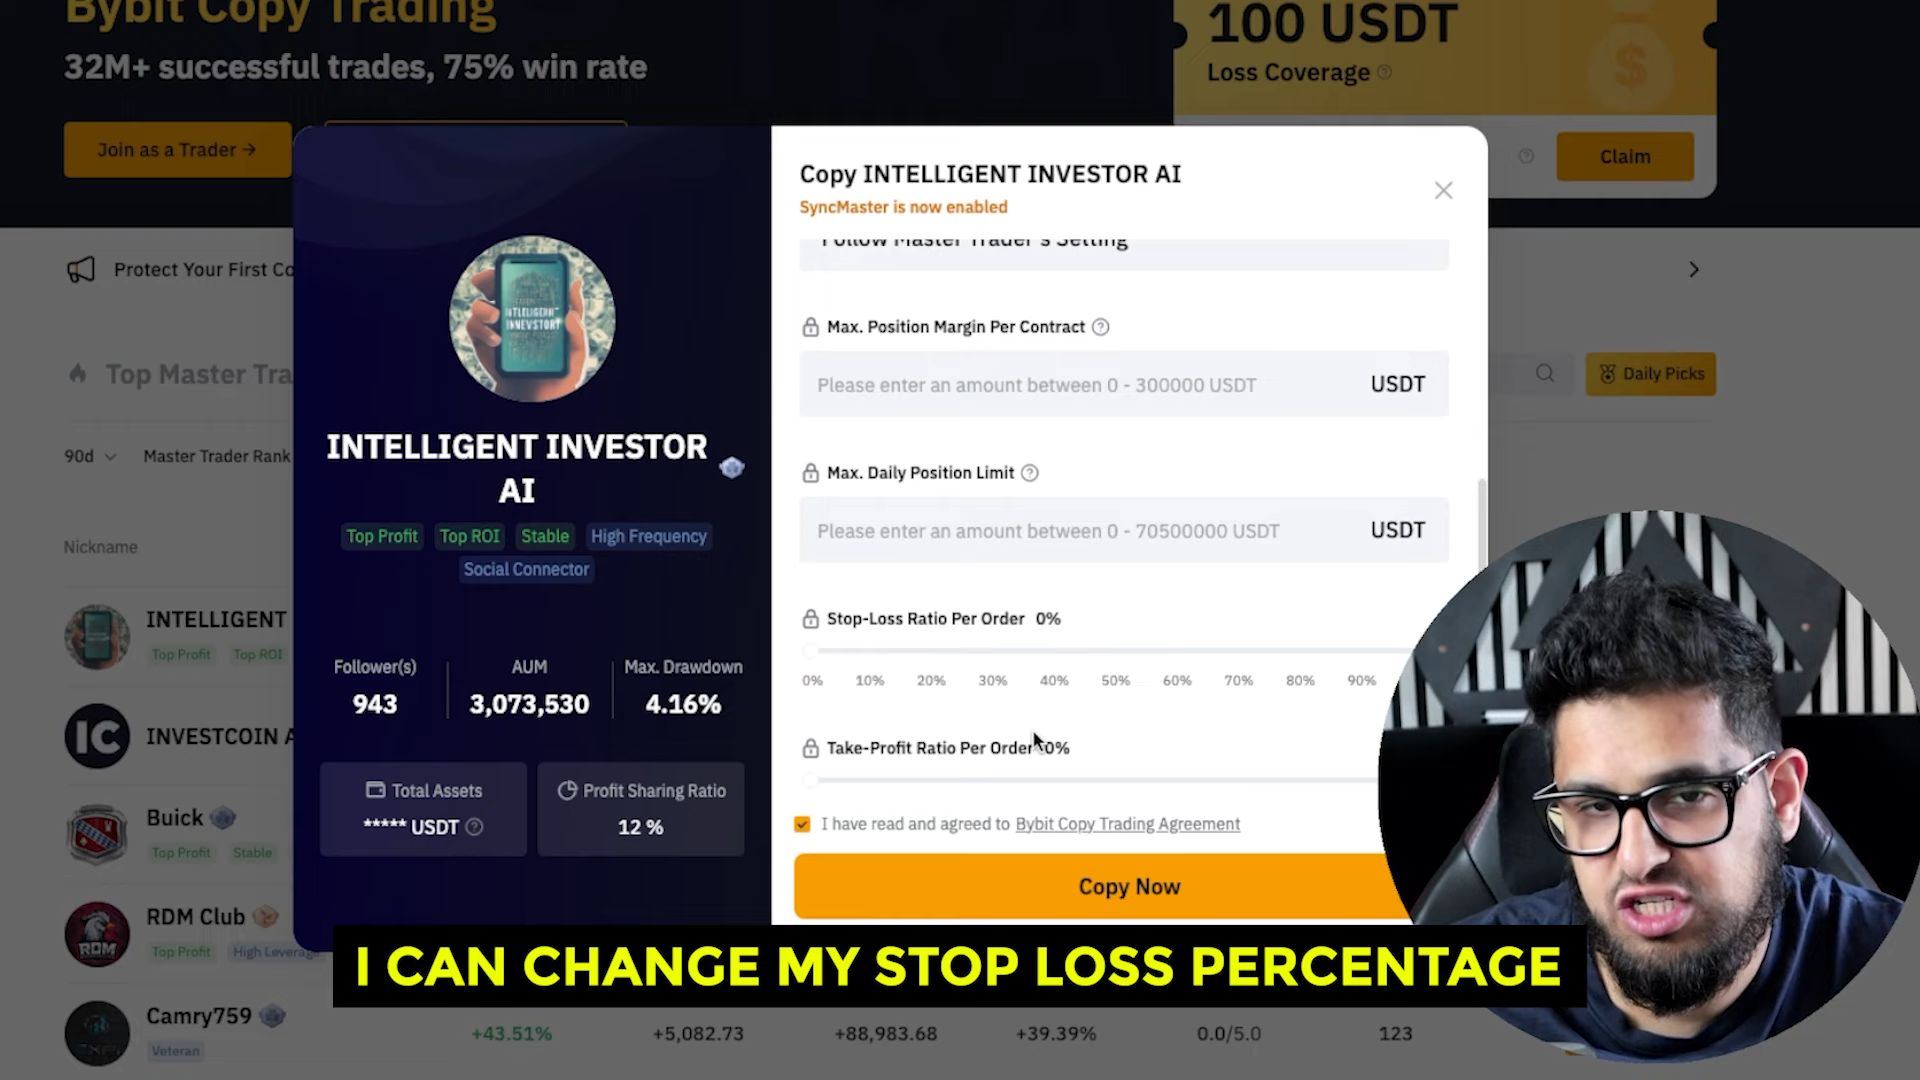 Bybit Copy Trading
32M+ successful trades, 75% win rate
Join as a Trader →
100 USDT
Loss Coverage
Claim
Protect Your First Co
Top Master Tra
Daily Picks
90d
Master Trader Rank
Nickname
INTELLIGENT
Top Profit Top ROI
INVESTCOIN A
Buick
Top Profit Stable
RDM Club
Top Profit High Leverage
Camry759
Veteran
+43.51% +5,082.73 +88,983.68 +39.39% 0.0/5.0 123
INTELLIGENT INVESTOR
AI
Top Profit Top ROI Stable High Frequency
Social Connector
Follower(s) AUM Max. Drawdown
943 3,073,530 4.16%
Total Assets
***** USDT
Profit Sharing Ratio
12 %
Copy INTELLIGENT INVESTOR AI
SyncMaster is now enabled
Follow Master Trader's Setting
Max. Position Margin Per Contract
Please enter an amount between 0 - 300000 USDT USDT
Max. Daily Position Limit
Please enter an amount between 0 - 70500000 USDT USDT
Stop-Loss Ratio Per Order 0%
0% 10% 20% 30% 40% 50% 60% 70% 80% 90%
Take-Profit Ratio Per Order 0%
I have read and agreed to Bybit Copy Trading Agreement
Copy Now
I CAN CHANGE MY STOP LOSS PERCENTAGE